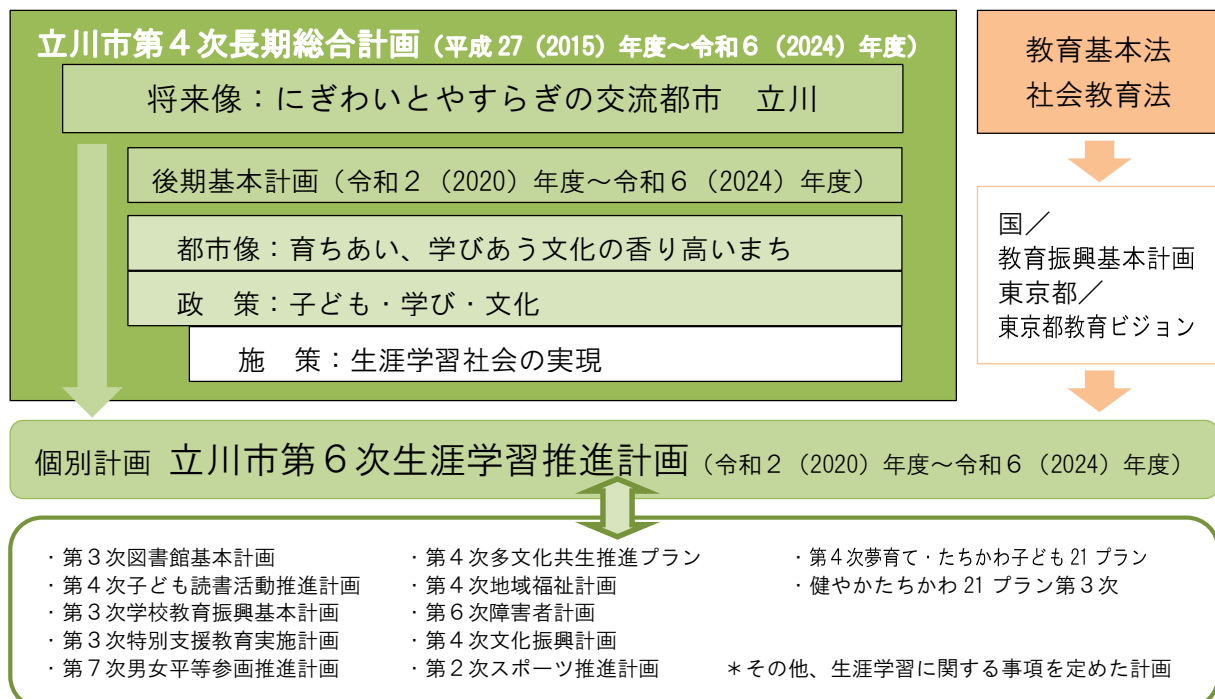 立川市第4次長期総合計画（平成27（2015）年度～令和6（2024）年度）
将来像：にぎわいとやすらぎの交流都市　立川
後期基本計画（令和２（2020）年度～令和６（2024）年度）
都市像：育ちあい、学びあう文化の香り高いまち
政　策：子ども・学び・文化
施　策：生涯学習社会の実現
教育基本法
社会教育法
国／
教育振興基本計画
東京都／
東京都教育ビジョン
個別計画 立川市第６次生涯学習推進計画（令和２（2020）年度～令和６（2024）年度）
・第３次図書館基本計画
・第４次子ども読書活動推進計画
・第３次学校教育振興基本計画
・第３次特別支援教育実施計画
・第７次男女平等参画推進計画
・第４次多文化共生推進プラン
・第４次地域福祉計画
・第６次障害者計画
・第４次文化振興計画
・第２次スポーツ推進計画
・第４次夢育て・たちかわ子ども21プラン
・健やかたちかわ21プラン第３次
＊その他、生涯学習に関する事項を定めた計画